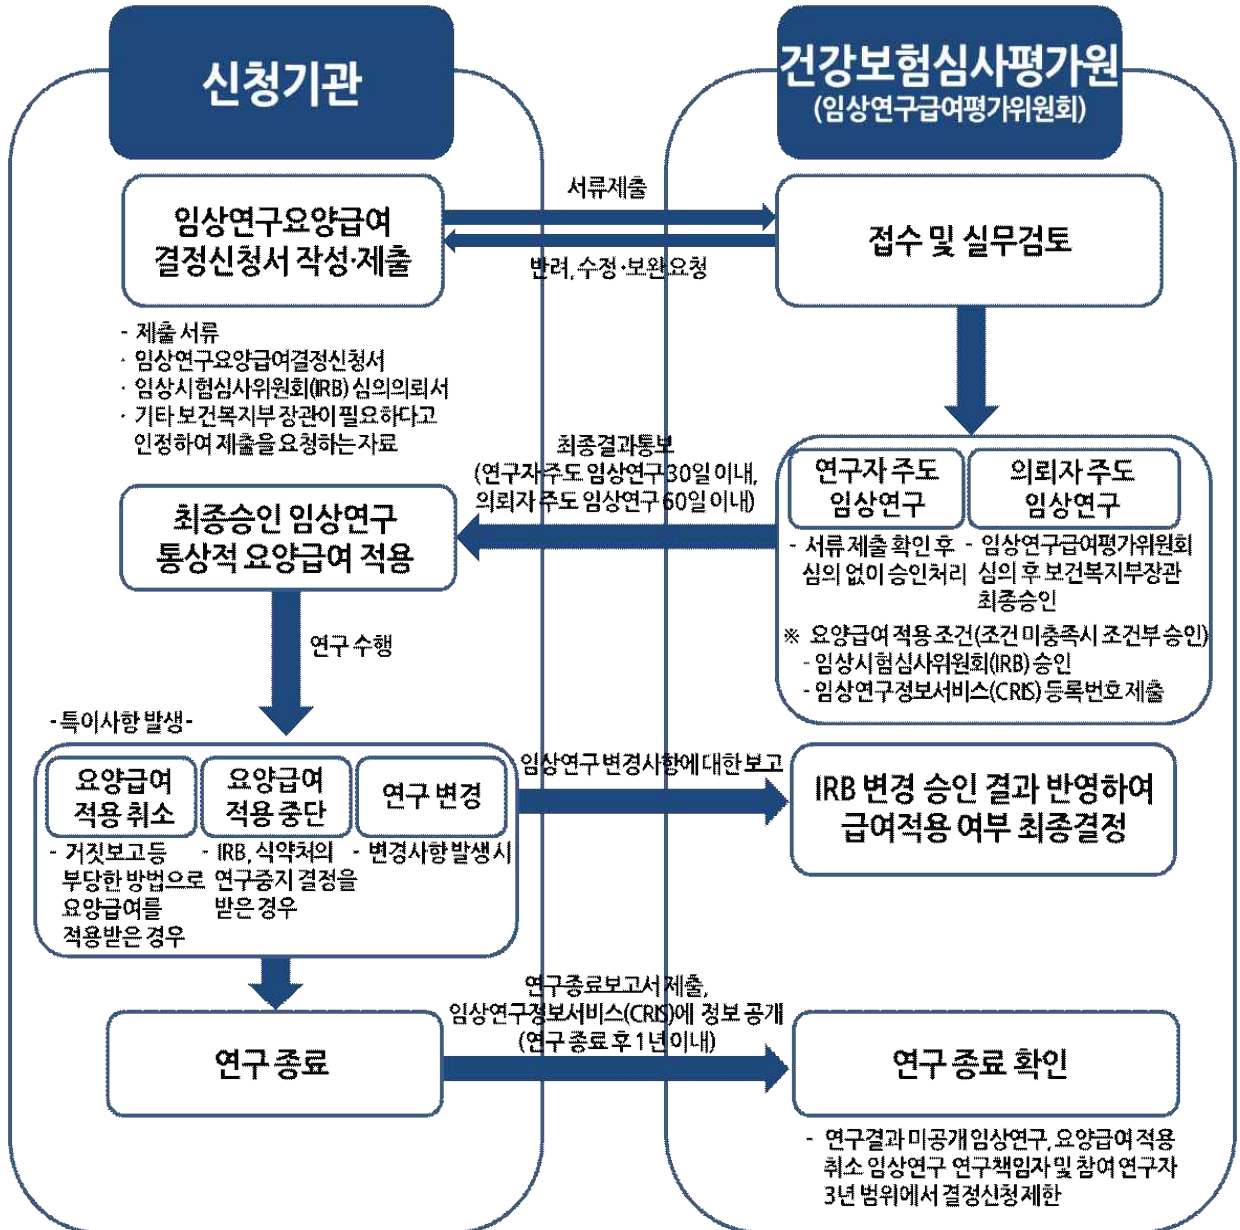 신청기관
건강보험심사평가원
(임상연구급여평가위원회)
임상연구요양급여
결정신청서 작성·제출
서류제출
반려, 수정·보완요청
접수 및 실무검토
- 제출 서류
· 임상연구요양급여결정신청서
· 임상시험심사위원회(IRB) 심의의뢰서
· 기타 보건복지부 장관이 필요하다고
인정하여 제출을 요청하는 자료
최종결과통보
(연구자 주도 임상연구 30일 이내,
의뢰자 주도 임상연구 60일 이내)
연구자 주도
임상연구
의뢰자 주도
임상연구
- 서류 제출 확인 후
심의 없이 승인처리
- 임상연구급여평가위원회
심의 후 보건복지부장관
최종승인
※ 요양급여 적용 조건(조건 미충족시 조건부 승인)
- 임상시험심사위원회(IRB) 승인
- 임상연구정보서비스(CRIS) 등록번호 제출
최종승인 임상연구
통상적 요양급여 적용
연구 수행
- 특이사항 발생 -
요양급여
적용 취소
요양급여
적용 중단
연구 변경
- 거짓보고 등
부당한 방법으로
요양급여를
적용받은 경우
- IRB, 식약처의
연구중지 결정을
받은 경우
- 변경사항 발생 시
임상연구 변경사항에 대한 보고
IRB 변경 승인 결과 반영하여
급여적용 여부 최종결정
연구 종료
연구종료보고서 제출,
임상연구정보서비스(CRIS)에 정보 공개
(연구 종료 후 1년 이내)
연구 종료 확인
- 연구결과 미공개 임상연구, 요양급여 적용
취소 임상연구 연구책임자 및 참여 연구자
3년 범위에서 결정신청 제한